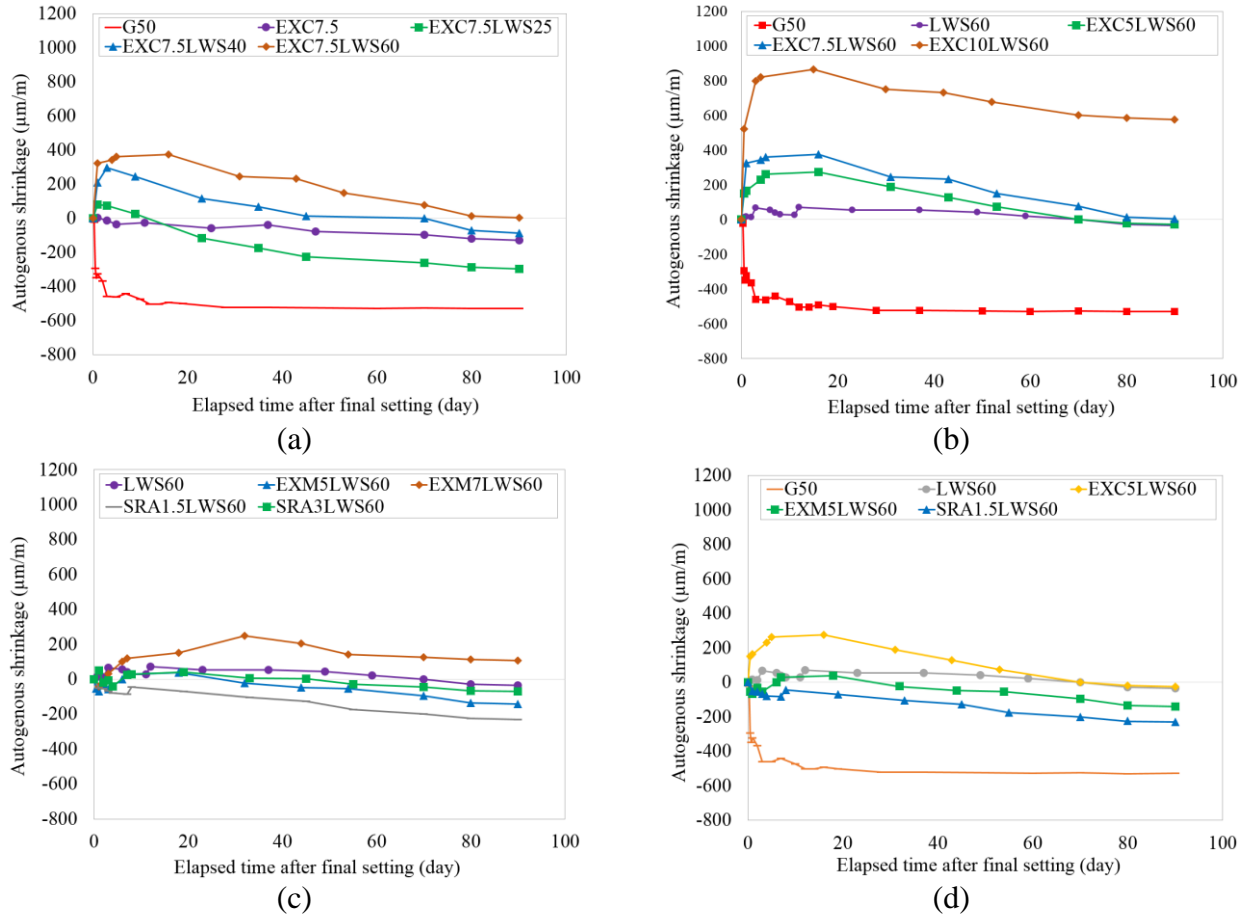 1200
1000
800
600
400
200
0
-200
-400
-600
-800
Autogenous shrinkage (µm/m)
G50 EXC7.5 EXC7.5LWS25
EXC7.5LWS40 EXC7.5LWS60
0 20 40 60 80 100
Elapsed time after final setting (day)
(a)
1200
1000
800
600
400
200
0
-200
-400
-600
-800
Autogenous shrinkage (µm/m)
G50 LWS60 EXC5LWS60
EXC7.5LWS60 EXC10LWS60
0 20 40 60 80 100
Elapsed time after final setting (day)
(b)
1200
1000
800
600
400
200
0
-200
-400
-600
-800
Autogenous shrinkage (µm/m)
LWS60 EXM5LWS60 EXM7LWS60
SRA1.5LWS60 SRA3LWS60
0 20 40 60 80 100
Elapsed time after final setting (day)
(c)
1200
1000
800
600
400
200
0
-200
-400
-600
-800
Autogenous shrinkage (µm/m)
G50 LWS60 EXC5LWS60
EXM5LWS60 SRA1.5LWS60
0 20 40 60 80 100
Elapsed time after final setting (day)
(d)